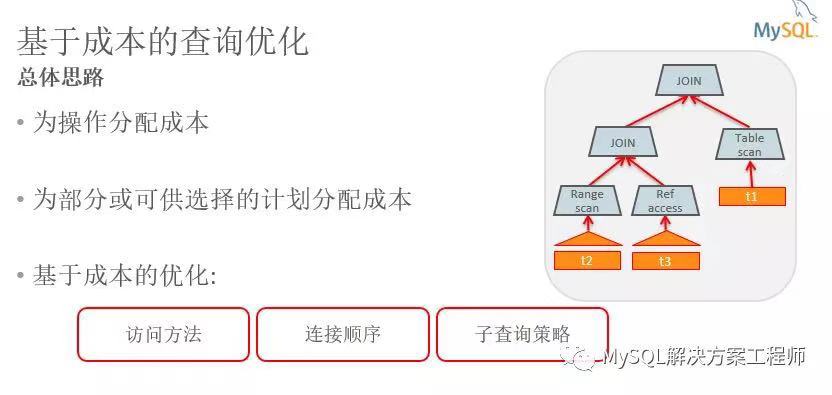 基于成本的查询优化
MySQL
总体思路
• 为操作分配成本
• 为部分或可供选择的计划分配成本
• 基于成本的优化:
访问方法
连接顺序
子查询策略
JOIN
JOIN
Table
scan
Range
scan
Ref
access
t1
t2
t3
MySQL解决方案工程师